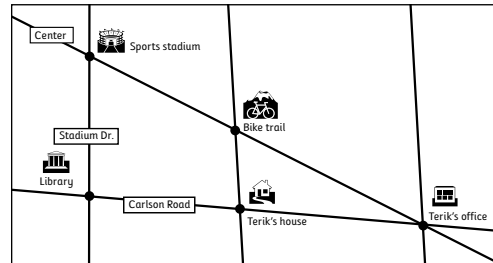 Center
Sports stadium
Bike trail
Stadium Dr.
Library
Carlson Road
Terik's house
Terik's office